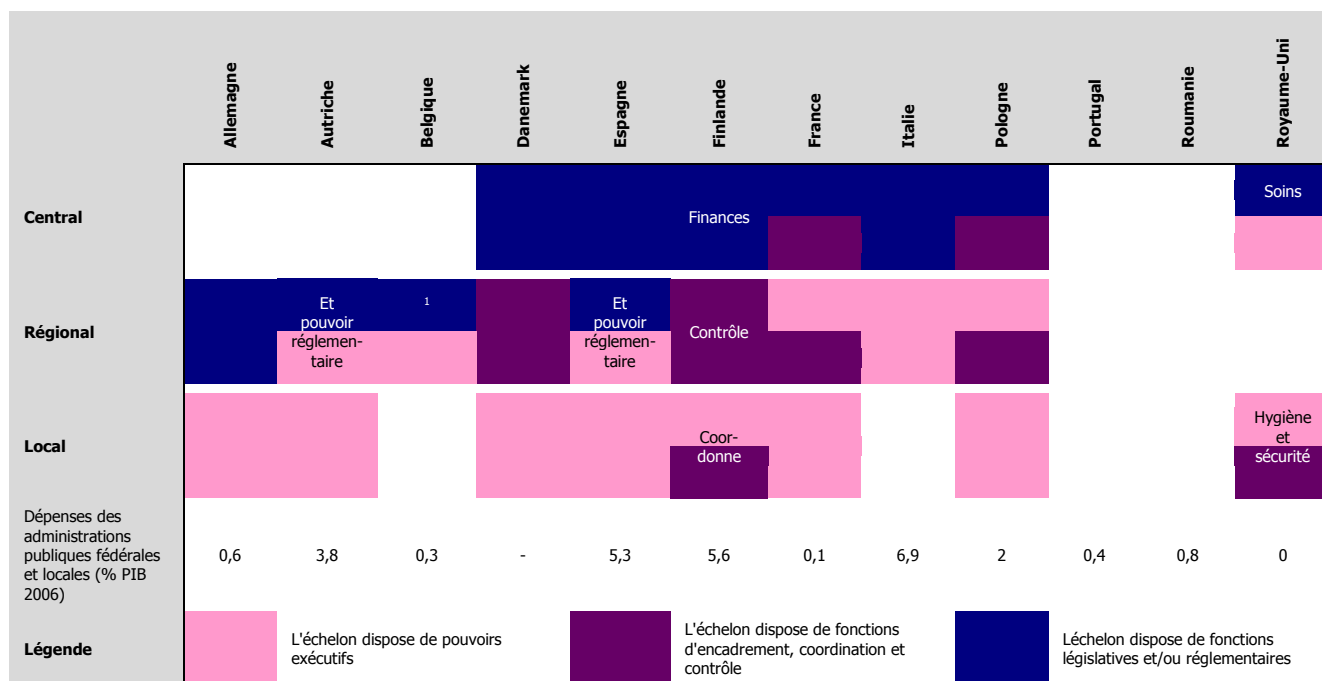 Allemagne
Autriche
Belgique
Danemark
Espagne
Finlande
France
Italie
Pologne
Portugal
Roumanie
Royaume-Uni
Central
Finances
Soins
Régional
Et
pouvoir
réglemen-
taire
1
Et
pouvoir
réglemen-
taire
Contrôle
Local
Coor-
donne
Hygiène
et
sécurité
Dépenses des
administrations
publiques fédérales
et locales (% PIB
2006)
0,6 3,8 0,3 - 5,3 5,6 0,1 6,9 2 0,4 0,8 0
Légende
L'échelon dispose de pouvoirs
exécutifs
L'échelon dispose de fonctions
d'encadrement, coordination et
contrôle
Léchelon dispose de fonctions
législatives et/ou réglementaires